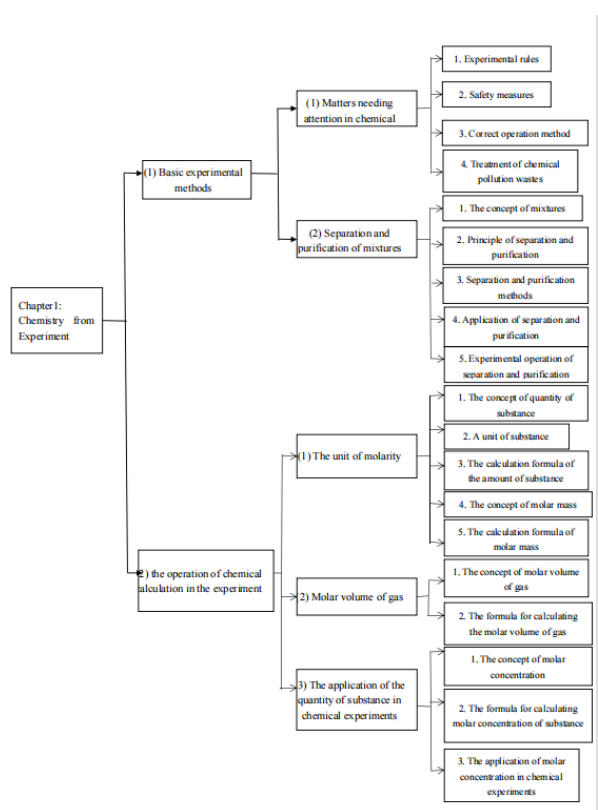 Chapter1:
Chemistry from
Experiment
(1) Basic experimental
methods
(1) Matters needing
attention in chemical
1. Experimental rules
2. Safety measures
3. Correct operation method
4. Treatment of chemical
pollution wastes
(2) Separation and
purification of mixtures
1. The concept of mixtures
2. Principle of separation and
purification
3. Separation and purification
methods
4. Application of separation and
purification
5. Experimental operation of
separation and purification
2) the operation of chemical
calculation in the experiment
(1) The unit of molarity
1. The concept of quantity of
substance
2. A unit of substance
3. The calculation formula of
the amount of substance
4. The concept of molar mass
5. The calculation formula of
molar mass
2) Molar volume of gas
1. The concept of molar volume
of gas
2. The formula for calculating
the molar volume of gas
3) The application of the
quantity of substance in
chemical experiments
1. The concept of molar
concentration
2. The formula for calculating
molar concentration of substance
3. The application of molar
concentration in chemical
experiments